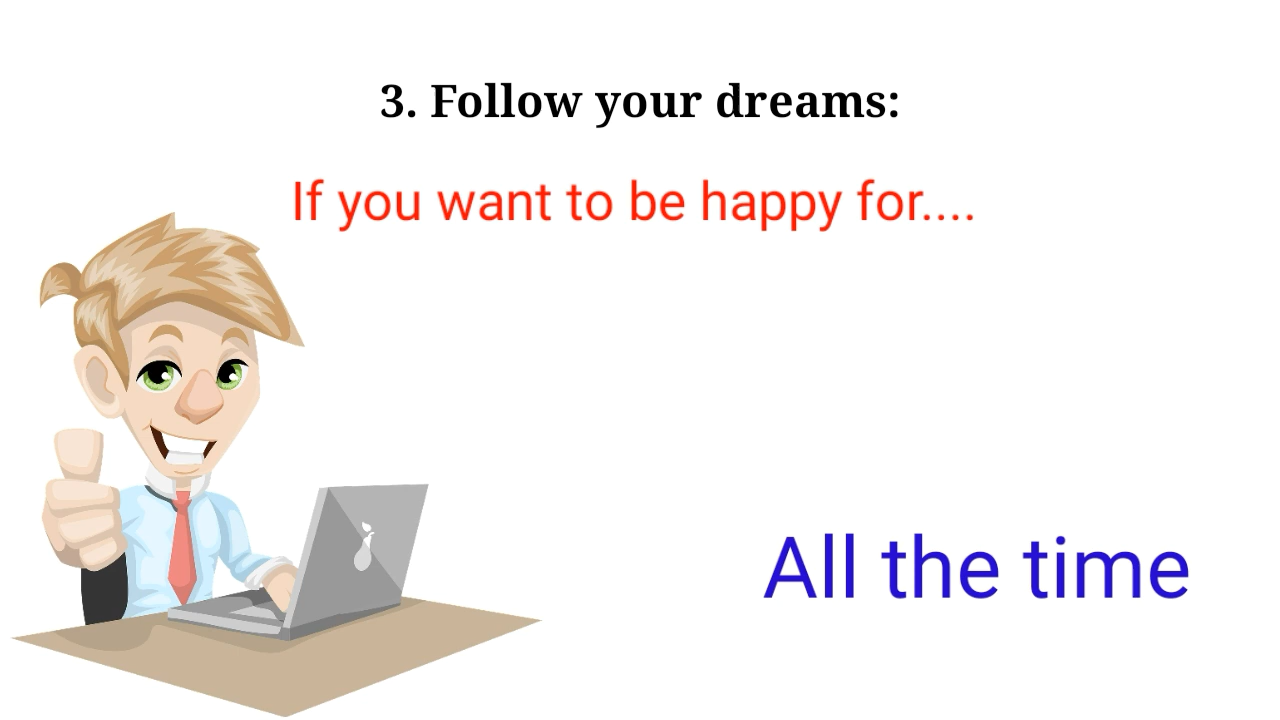 3. Follow your dreams:
If you want to be happy for....
All the time